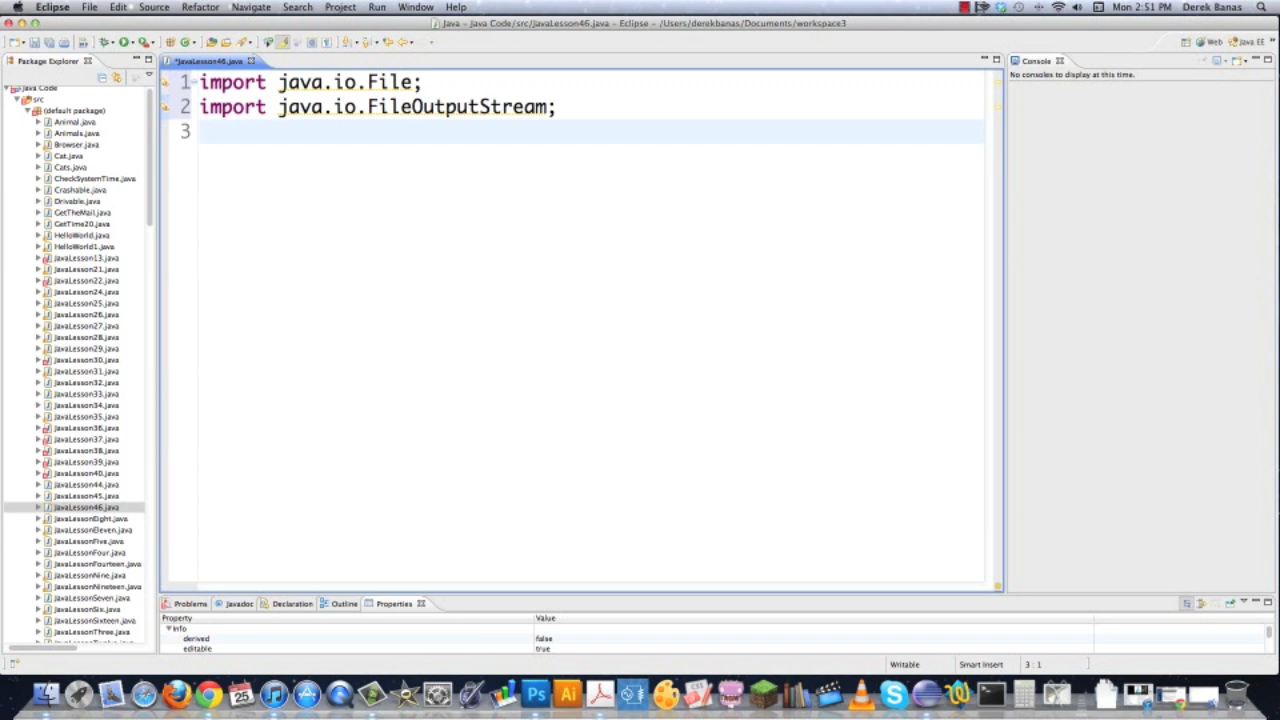 Eclipse File Edit Source Refactor Navigate Search Project Run Window Help Mon 2:51 PM Derek Banas
Java - Java Code/src/JavaLesson46.java - Eclipse - /Users/derekbanas/Documents/workspace3
Web Java EE
Package Explorer
*JavaLesson46.java
Console
No consoles to display at this time.
1 import java.io.File;
2 import java.io.FileOutputStream;
3
Java Code
src
(default package)
Animal.java
Animals.java
Browser.java
Cat.java
Cats.java
CheckSystemTime.java
Crashable.java
Drivable.java
GetTheMail.java
GetTime20.java
HelloWorld.java
HelloWorld1.java
JavaLesson13.java
JavaLesson21.java
JavaLesson22.java
JavaLesson24.java
JavaLesson25.java
JavaLesson26.java
JavaLesson27.java
JavaLesson28.java
JavaLesson29.java
JavaLesson30.java
JavaLesson31.java
JavaLesson32.java
JavaLesson33.java
JavaLesson34.java
JavaLesson35.java
JavaLesson36.java
JavaLesson37.java
JavaLesson38.java
JavaLesson39.java
JavaLesson40.java
JavaLesson44.java
JavaLesson45.java
JavaLesson46.java
JavaLessonEight.java
JavaLessonEleven.java
JavaLessonFive.java
JavaLessonFour.java
JavaLessonFourteen.java
JavaLessonNine.java
JavaLessonNineteen.java
JavaLessonSeven.java
JavaLessonSix.java
JavaLessonSixteen.java
JavaLessonThree.java
Problems Javadoc Declaration Outline Properties
Property Value
Info
derived false
editable true
Writable Smart Insert 3 : 1
25
Ps Ai